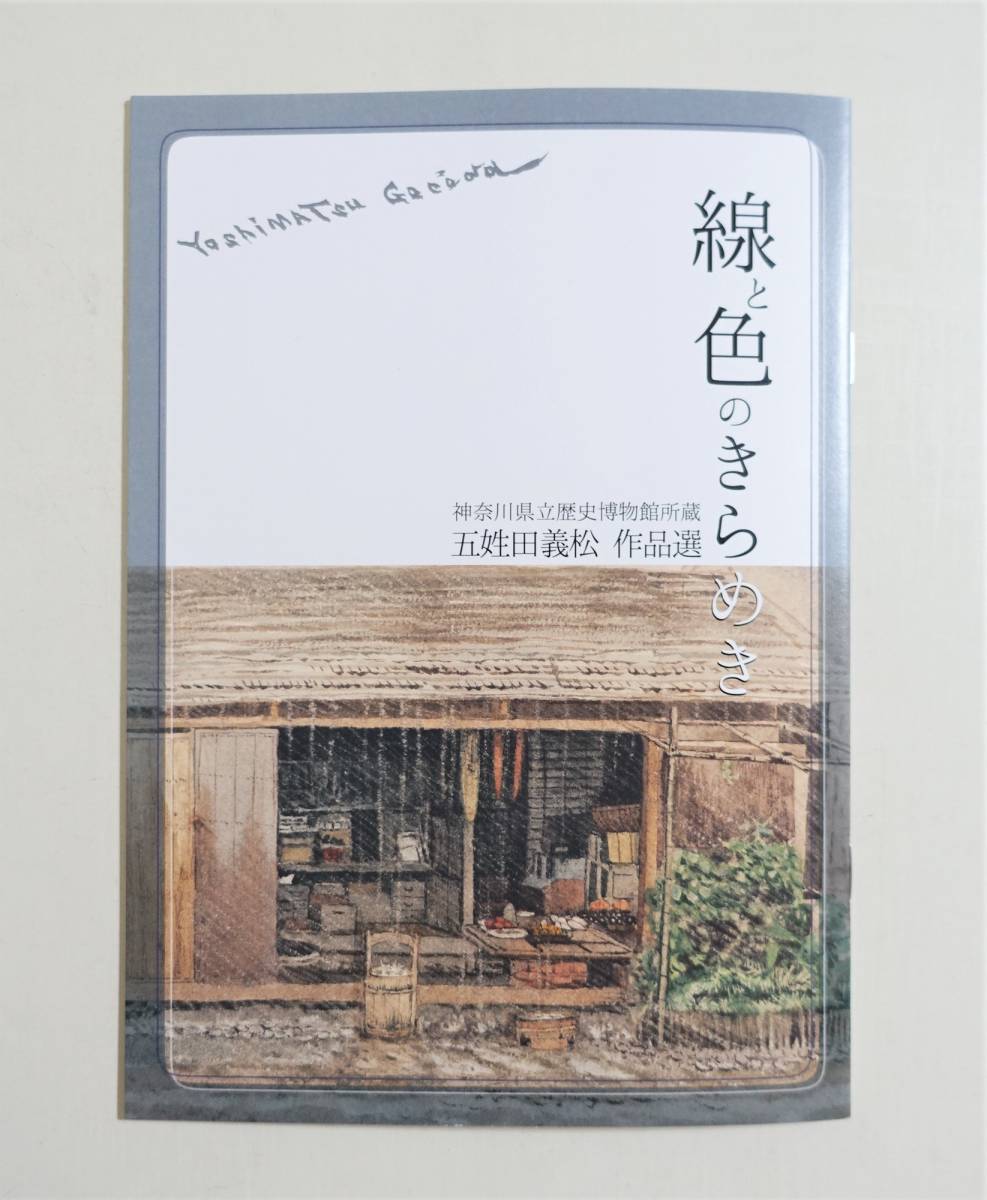 YoshiMATsu Goceada
線と色のきらめき
神奈川県立歴史博物館所蔵
五姓田義松 作品選